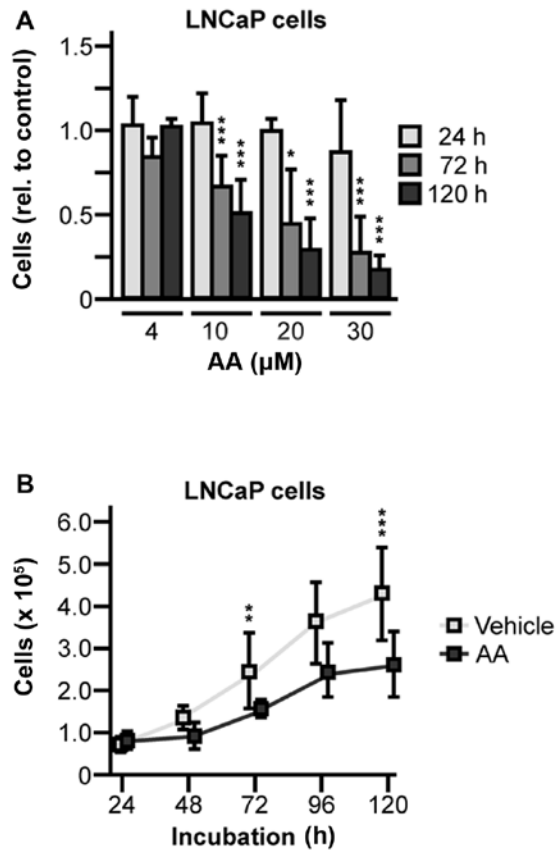 A
LNCaP cells
Cells (rel. to control)
1.5
1.0
0.5
0
***
***
*
***
***
***
24 h
72 h
120 h
4 10 20 30
AA (µM)
B
LNCaP cells
Cells (x 10⁵)
6.0
5.0
4.0
3.0
2.0
1.0
0
**
***
Vehicle
AA
24 48 72 96 120
Incubation (h)